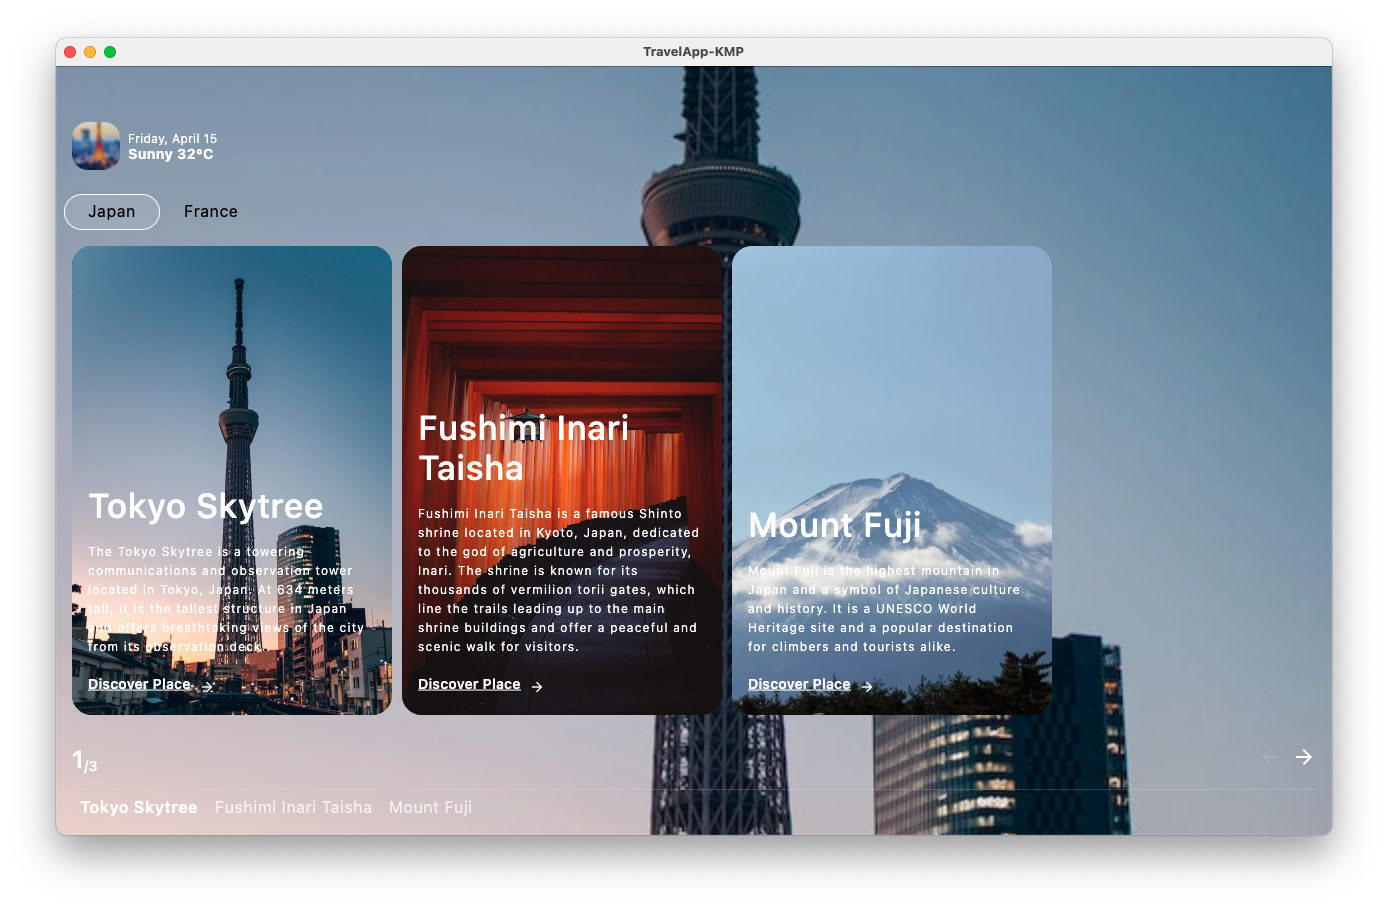 TravelApp-KMP
Friday, April 15
Sunny 32°C
Japan
France
Tokyo Skytree
The Tokyo Skytree is a towering
communications and observation tower
located in Tokyo, Japan. At 634 meters
tall, it is the tallest structure in Japan
and offers breathtaking views of the city
from its observation deck.
Discover Place
Fushimi Inari
Taisha
Fushimi Inari Taisha is a famous Shinto
shrine located in Kyoto, Japan, dedicated
to the god of agriculture and prosperity,
Inari. The shrine is known for its
thousands of vermilion torii gates, which
line the trails leading up to the main
shrine buildings and offer a peaceful and
scenic walk for visitors.
Discover Place
Mount Fuji
Mount Fuji is the highest mountain in
Japan and a symbol of Japanese culture
and history. It is a UNESCO World
Heritage site and a popular destination
for climbers and tourists alike.
Discover Place
1/3
Tokyo Skytree
Fushimi Inari Taisha
Mount Fuji